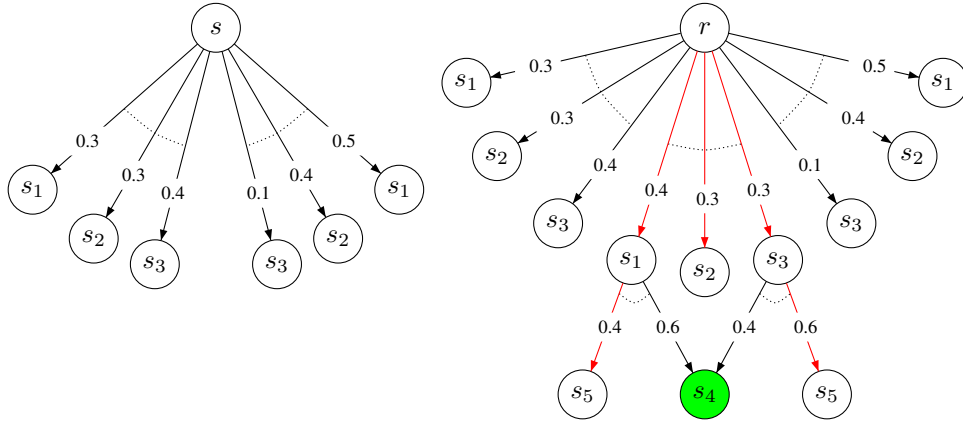 s r
0.3 0.5
s1 s1
0.3 0.4
0.3 0.5 s2 s2
0.4 0.1
0.3 0.4 0.4 0.3
s1 0.4 0.1 s1 0.3
s3 s3
s2 s2
s3 s3 s1 s2 s3
0.4 0.6 0.4 0.6
s5 s4 s5